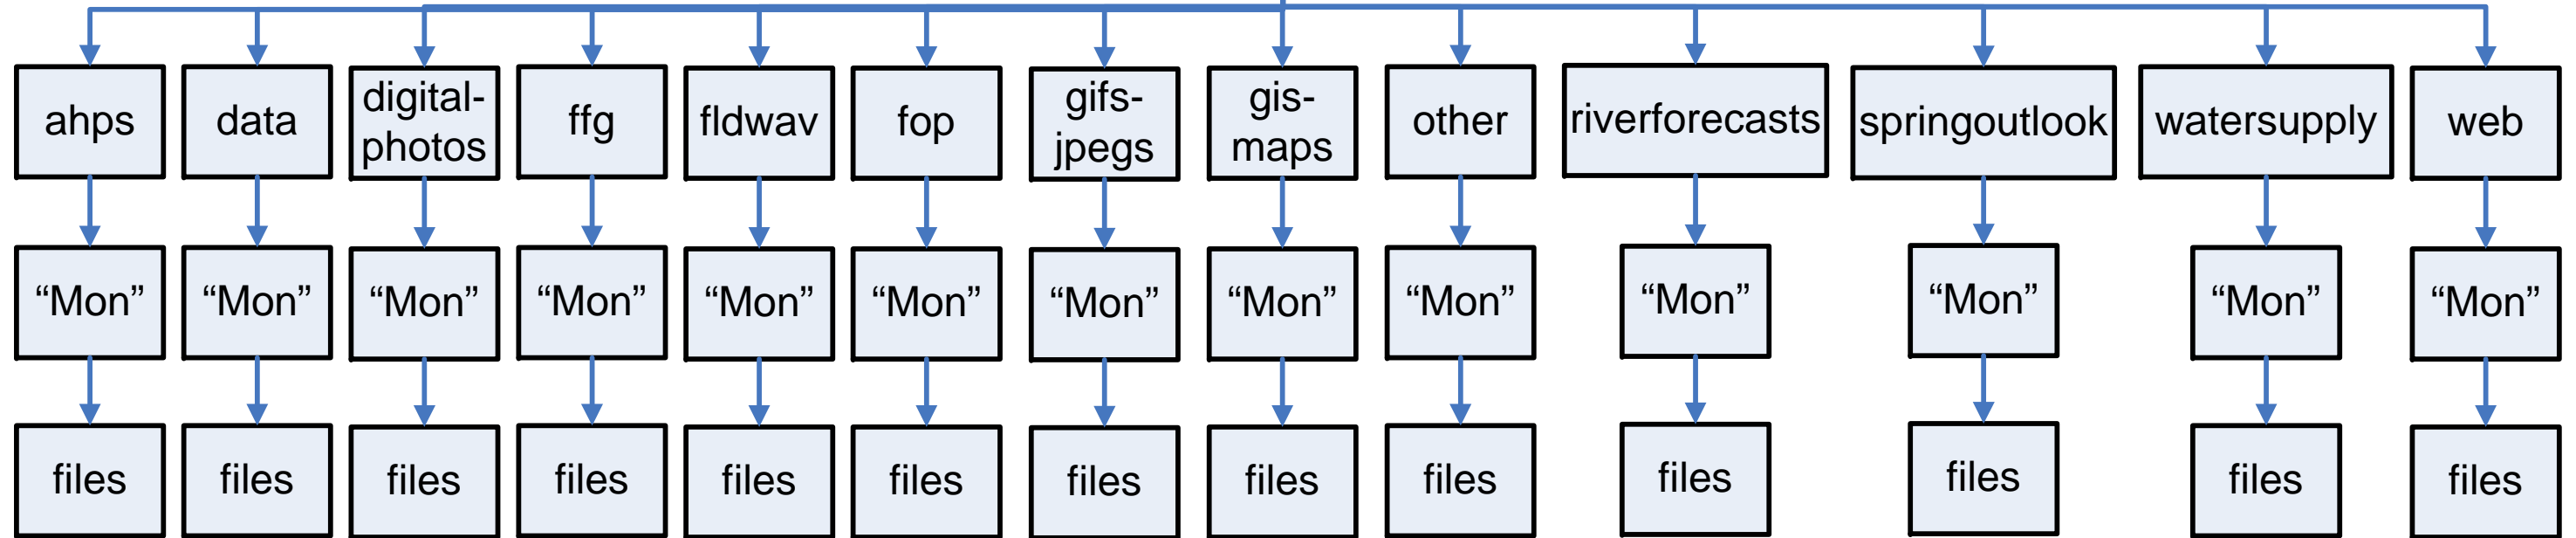 ahps data digital- ffg fldwav fop gifs- gis- other riverforecasts springoutlook watersupply web
photos jpegs maps
“Mon” “Mon” “Mon” “Mon” “Mon” “Mon” “Mon” “Mon” “Mon” “Mon” “Mon” “Mon” “Mon”
files files files files files files files files files files files files files